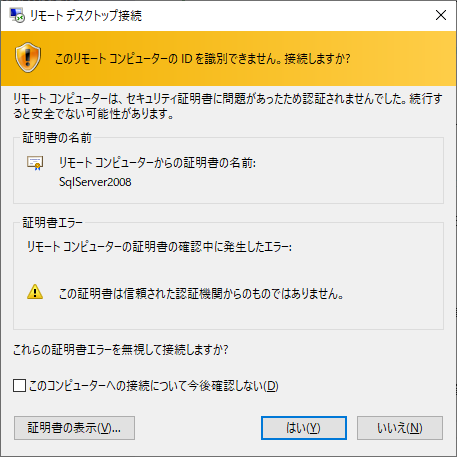 リモート デスクトップ接続
このリモート コンピューターの ID を識別できません。接続しますか?
リモート コンピューターは、セキュリティ証明書に問題があったため認証されませんでした。続行す
ると安全でない可能性があります。
証明書の名前
リモート コンピューターからの証明書の名前:
SqlServer2008
証明書エラー
リモート コンピューターの証明書の確認中に発生したエラー:
この証明書は信頼された認証機関からのものではありません。
これらの証明書エラーを無視して接続しますか?
このコンピューターへの接続について今後確認しない(D)
証明書の表示(V)... はい(Y) いいえ(N)